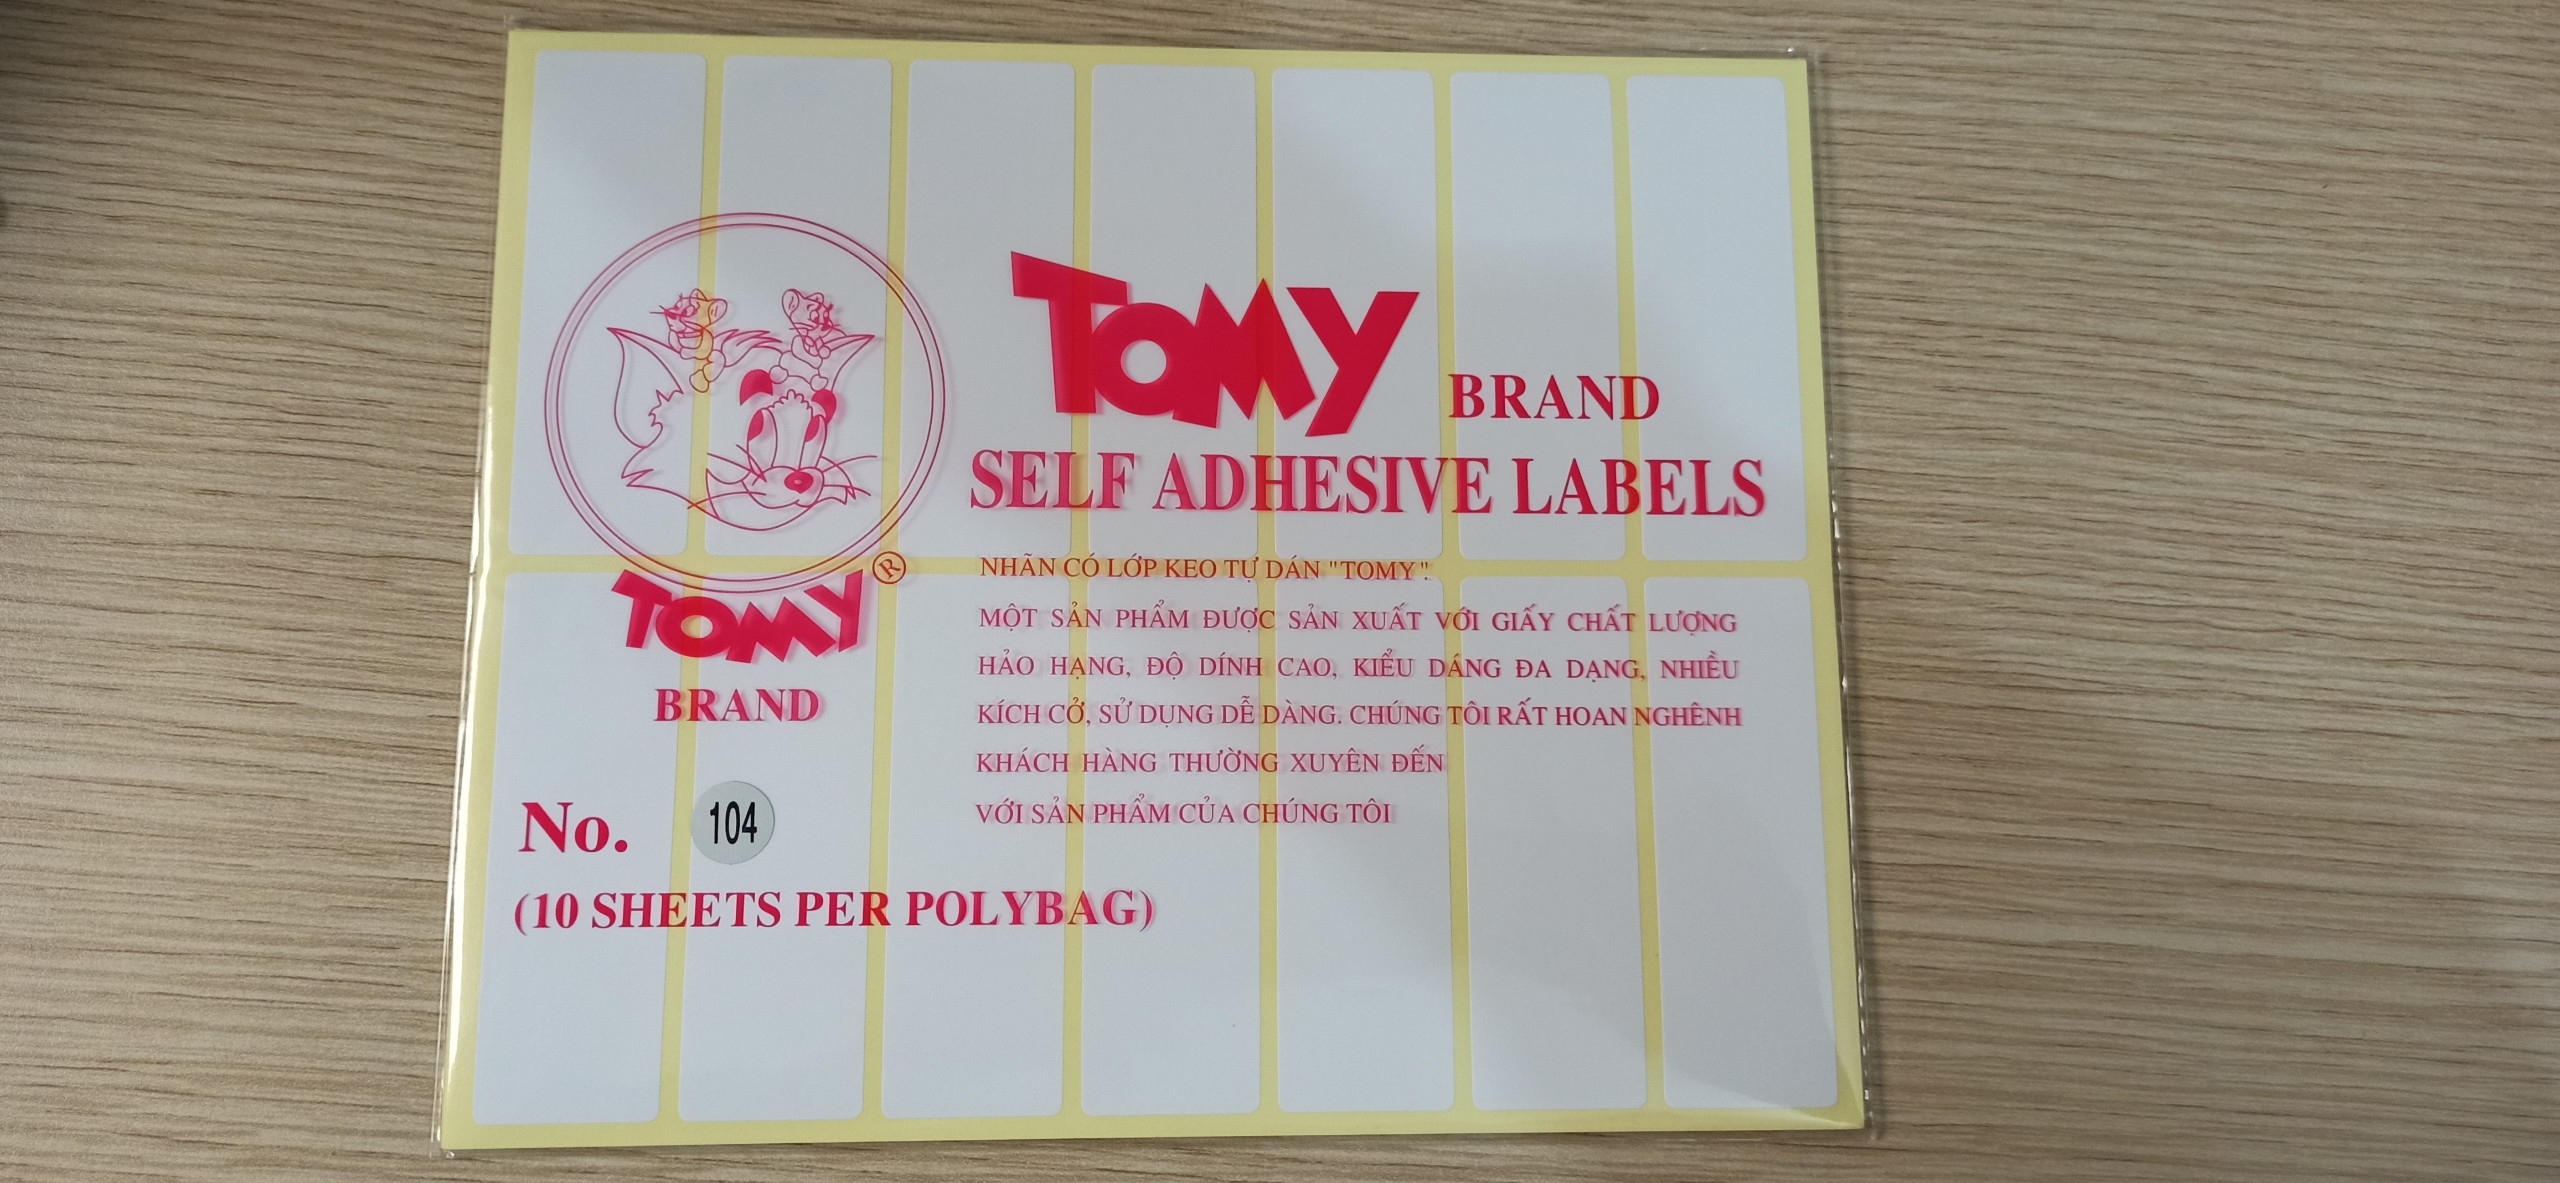 TOMY BRAND
SELF ADHESIVE LABELS
NHÃN CÓ LỚP KEO TỰ DÁN "TOMY".
MỘT SẢN PHẨM ĐƯỢC SẢN XUẤT VỚI GIẤY CHẤT LƯỢNG
HẢO HẠNG, ĐỘ DÍNH CAO, KIỂU DÁNG ĐA DẠNG, NHIỀU
KÍCH CỞ, SỬ DỤNG DỄ DÀNG. CHÚNG TÔI RẤT HOAN NGHÊNH
KHÁCH HÀNG THƯỜNG XUYÊN ĐẾN
VỚI SẢN PHẨM CỦA CHÚNG TÔI
TOMY ®
BRAND
No. 104
(10 SHEETS PER POLYBAG)